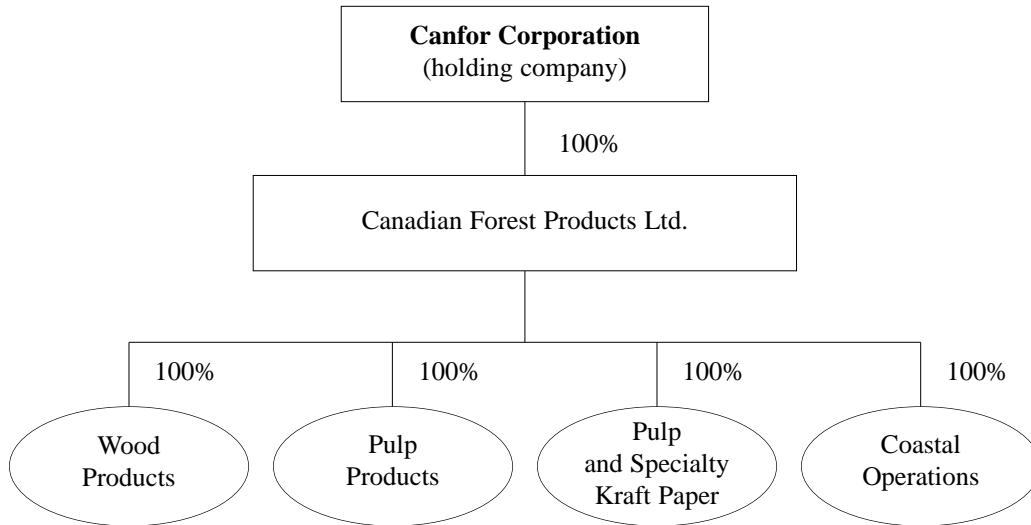 Canfor Corporation
(holding company)
100%
Canadian Forest Products Ltd.
100%
100%
100%
100%
Wood
Products
Pulp
Products
Pulp
and Specialty
Kraft Paper
Coastal
Operations